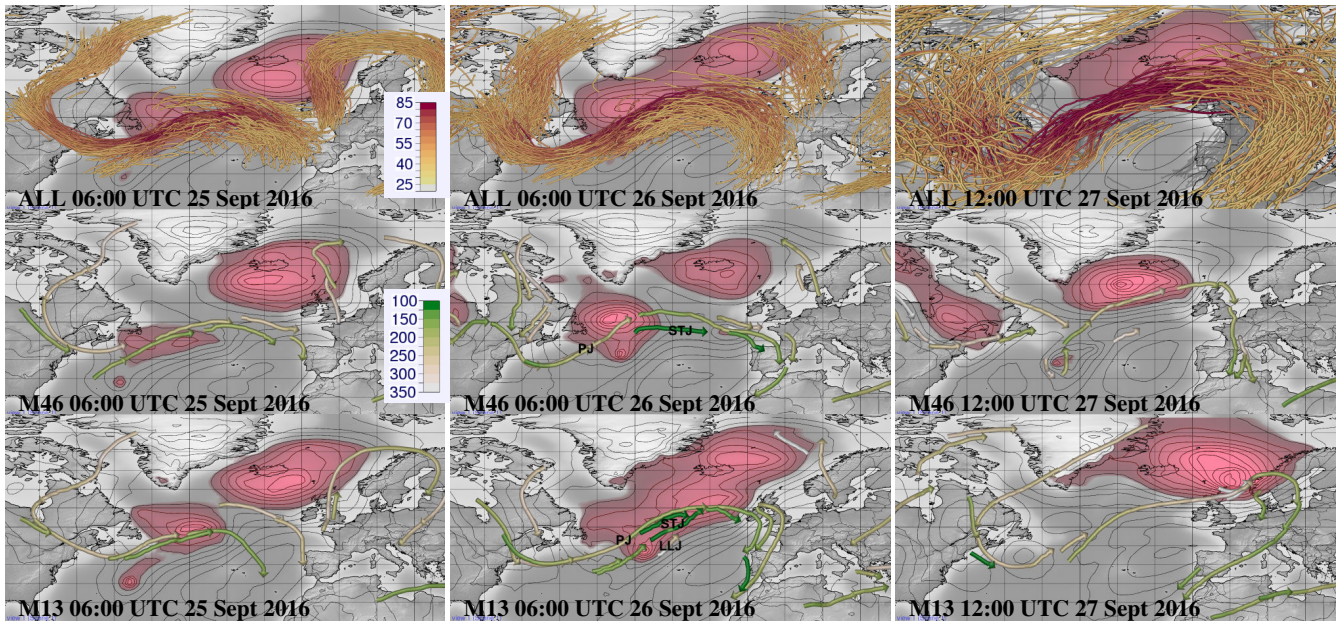 85
70
55
40
25
ALL 06:00 UTC 25 Sept 2016
ALL 06:00 UTC 26 Sept 2016
ALL 12:00 UTC 27 Sept 2016
100
150
200
250
300
350
PJ
STJ
M46 06:00 UTC 25 Sept 2016
M46 06:00 UTC 26 Sept 2016
M46 12:00 UTC 27 Sept 2016
STJ
PJ
LLJ
M13 06:00 UTC 25 Sept 2016
M13 06:00 UTC 26 Sept 2016
M13 12:00 UTC 27 Sept 2016